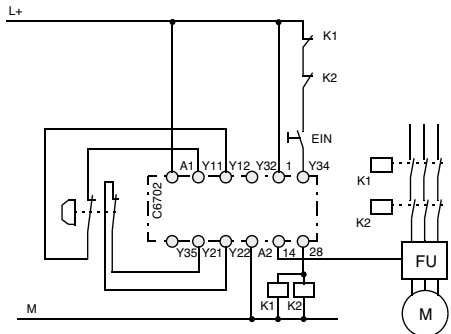 L+
K1
K2
EIN
A1 Y11 Y12 Y32 1 Y34
C6702
Y35 Y21 Y22 A2 14 28
K1 K2
M
K1
K2
FU
M